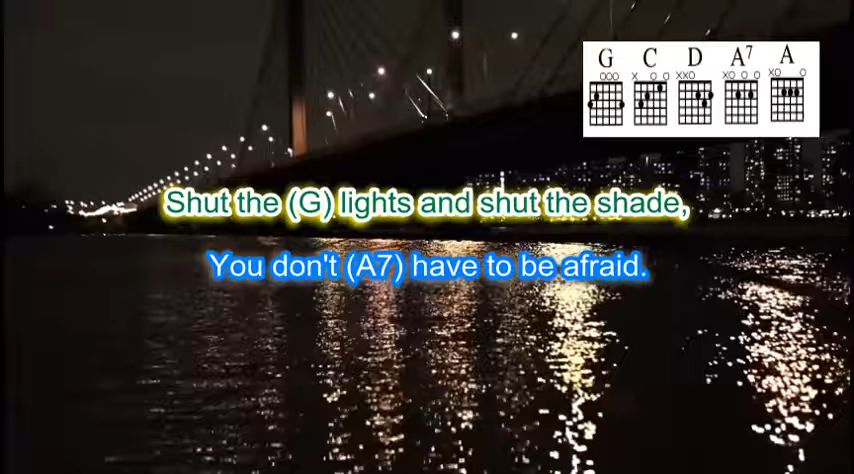 G C D A7 A
Shut the (G) lights and shut the shade,
You don't (A7) have to be afraid.